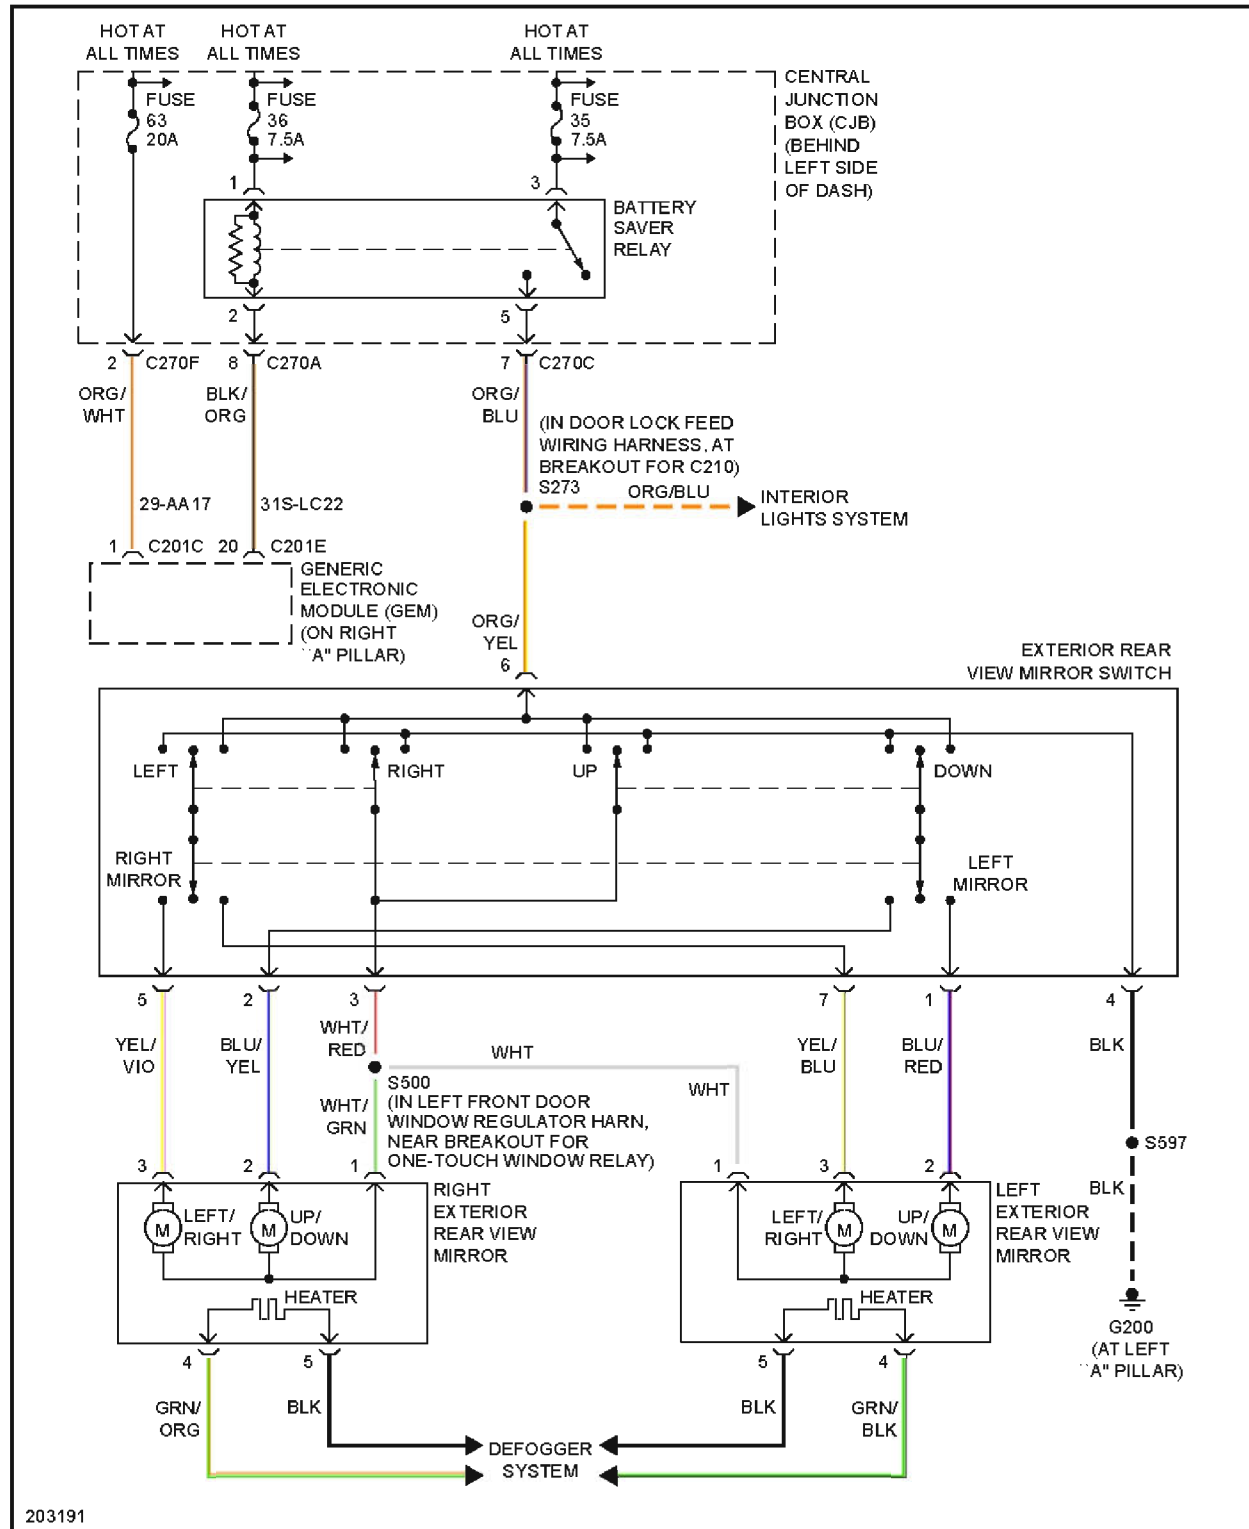 HOT AT
ALL TIMES
HOT AT
ALL TIMES
HOT AT
ALL TIMES
FUSE
63
20A
FUSE
36
7.5A
FUSE
35
7.5A
CENTRAL
JUNCTION
BOX (CJB)
(BEHIND
LEFT SIDE
OF DASH)
1
3
BATTERY
SAVER
RELAY
2
5
2
C270F
8
C270A
7
C270C
ORG/
WHT
BLK/
ORG
ORG/
BLU
(IN DOOR LOCK FEED
WIRING HARNESS, AT
BREAKOUT FOR C210)
S273
ORG/BLU
INTERIOR
LIGHTS SYSTEM
29-AA17
31S-LC22
1
C201C
20
C201E
GENERIC
ELECTRONIC
MODULE (GEM)
(ON RIGHT
``A" PILLAR)
ORG/
YEL
6
EXTERIOR REAR
VIEW MIRROR SWITCH
LEFT
RIGHT
UP
DOWN
RIGHT
MIRROR
LEFT
MIRROR
5
2
3
7
1
4
YEL/
VIO
BLU/
YEL
WHT/
RED
WHT
YEL/
BLU
BLU/
RED
BLK
S500
(IN LEFT FRONT DOOR
WINDOW REGULATOR HARN,
NEAR BREAKOUT FOR
ONE-TOUCH WINDOW RELAY)
WHT/
GRN
WHT
S597
BLK
3
2
1
1
3
2
RIGHT
EXTERIOR
REAR VIEW
MIRROR
M
LEFT/
RIGHT
M
UP/
DOWN
HEATER
LEFT/
RIGHT
M
UP/
DOWN
M
HEATER
LEFT
EXTERIOR
REAR VIEW
MIRROR
G200
(AT LEFT
``A" PILLAR)
4
5
5
4
GRN/
ORG
BLK
BLK
GRN/
BLK
DEFOGGER
SYSTEM
203191